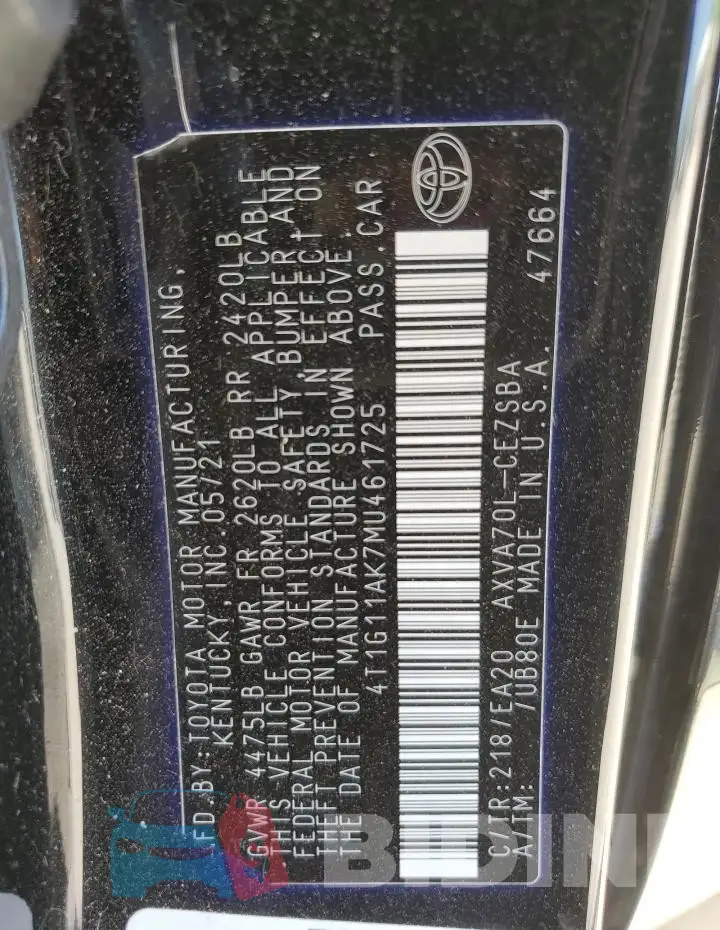 FD.BY:TOYOTA MOTOR MANUFACTURING,
KENTUCKY,INC.05/21
GVWR 4475LB GAWR FR 2620LB RR 2420LB
THIS VEHICLE CONFORMS TO ALL APPLICABLE
FEDERAL MOTOR VEHICLE SAFETY,BUMPER AND
THEFT PREVENTION STANDARDS IN EFFECT ON
THE DATE OF MANUFACTURE SHOWN ABOVE.
4T1G11AK7MU461725 PASS.CAR
C/TR:218/EA20 AXVA70L-CEZSBA
A/TM: /UB80E MADE IN U.S.A. 47664